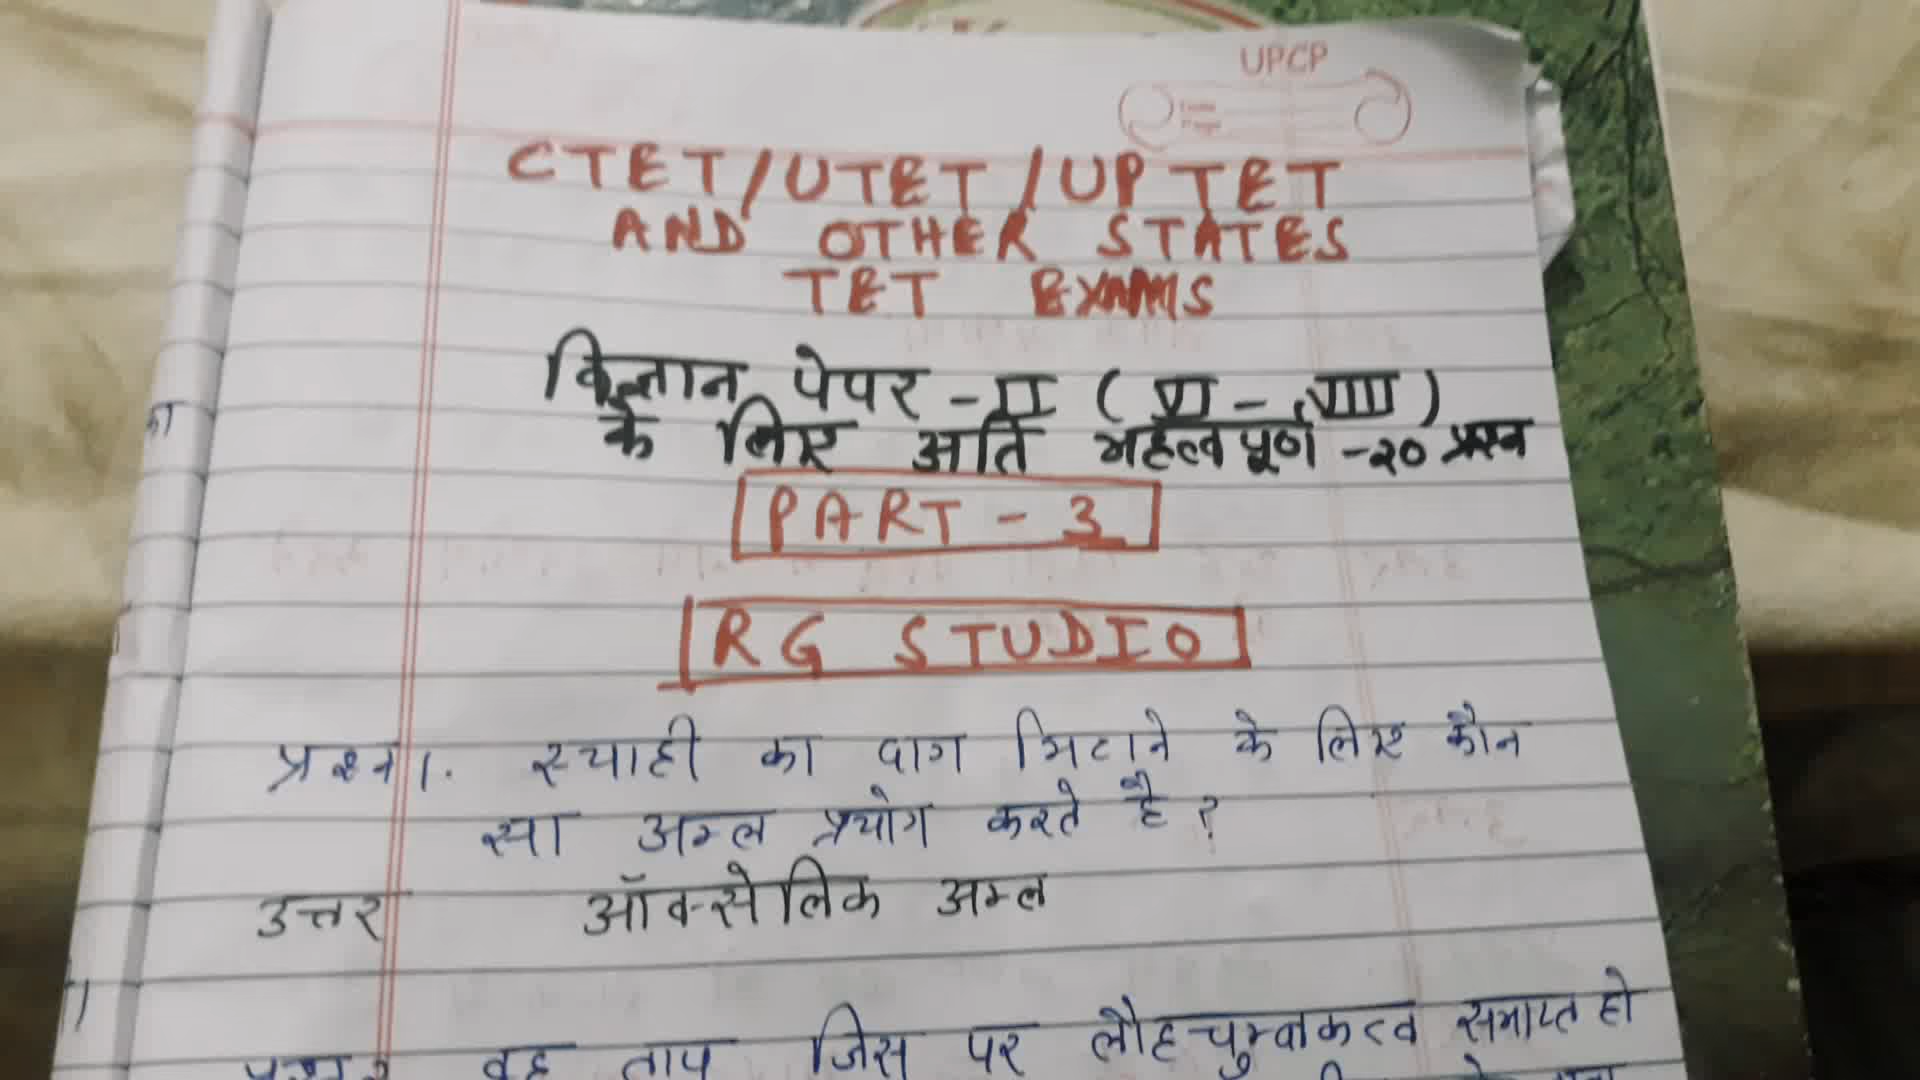 UPCP
CTET/UTET/UP TET
AND OTHER STATES
TET EXAMS
विज्ञान पेपर - II ( VI - VIII )
के लिए अति महत्वपूर्ण - २० प्रश्न
PART - 3
RG STUDIO
प्रश्न 1. स्याही का दाग मिटाने के लिए कौन
सा अम्ल प्रयोग करते है ?
उत्तर ऑक्सेलिक अम्ल
वह ताप जिस पर लौहचुम्बकत्व समाप्त हो